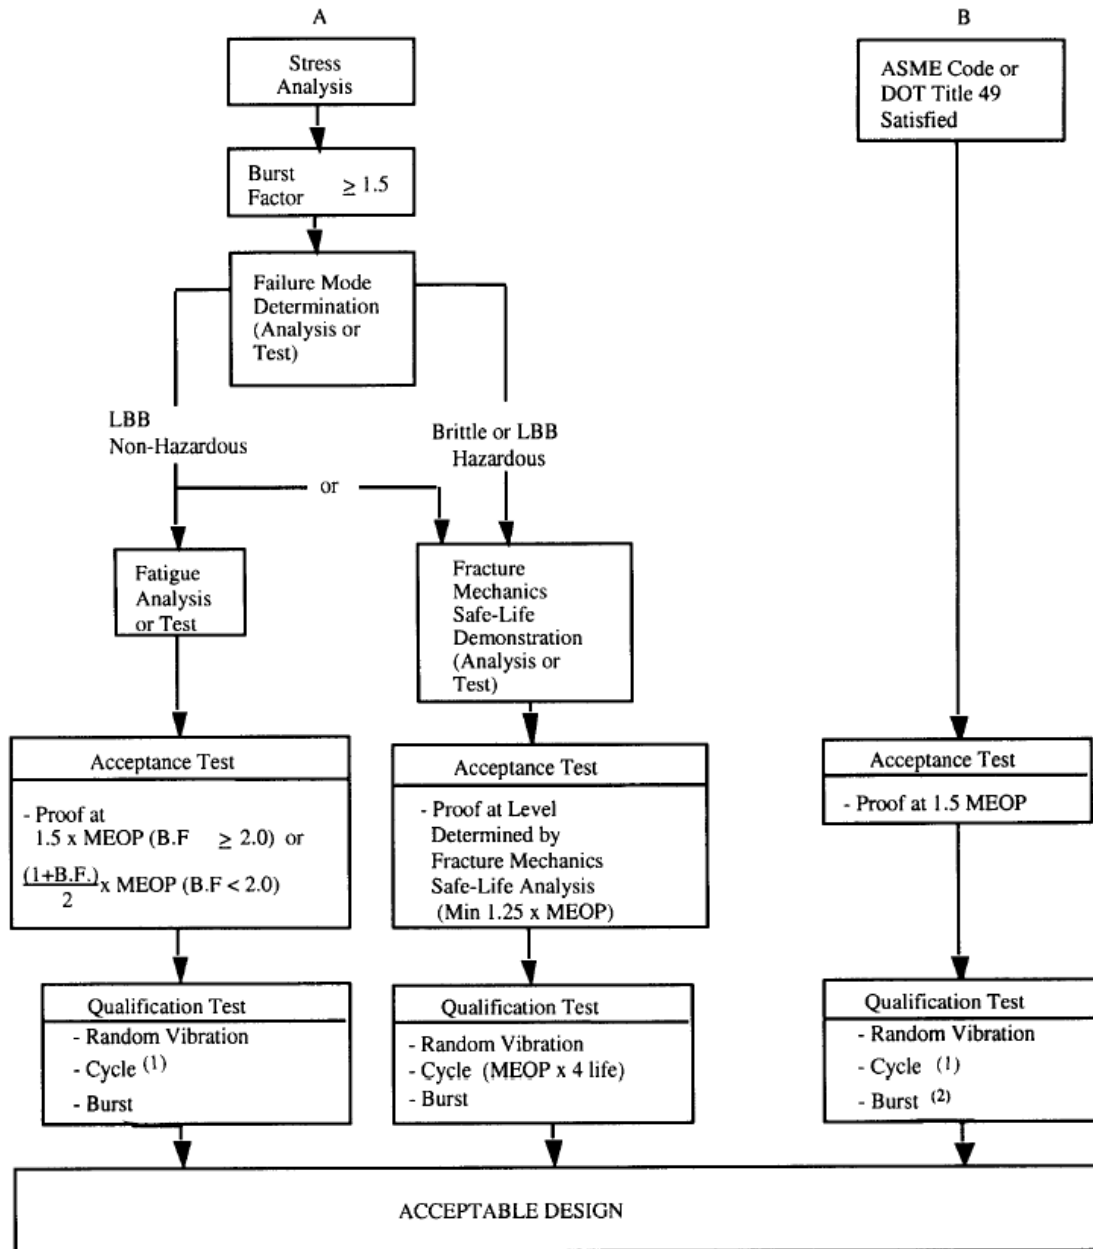 A
Stress
Analysis
Burst
Factor ≥ 1.5
Failure Mode
Determination
(Analysis or
Test)
LBB
Non-Hazardous
Brittle or LBB
Hazardous
or
Fatigue
Analysis
or Test
Fracture
Mechanics
Safe-Life
Demonstration
(Analysis or
Test)
Acceptance Test
- Proof at
1.5 x MEOP (B.F ≥ 2.0) or
(1+B.F.)/2 x MEOP (B.F < 2.0)
Acceptance Test
- Proof at Level
Determined by
Fracture Mechanics
Safe-Life Analysis
(Min 1.25 x MEOP)
Qualification Test
- Random Vibration
- Cycle (1)
- Burst
Qualification Test
- Random Vibration
- Cycle (MEOP x 4 life)
- Burst
B
ASME Code or
DOT Title 49
Satisfied
Acceptance Test
- Proof at 1.5 MEOP
Qualification Test
- Random Vibration
- Cycle (1)
- Burst (2)
ACCEPTABLE DESIGN